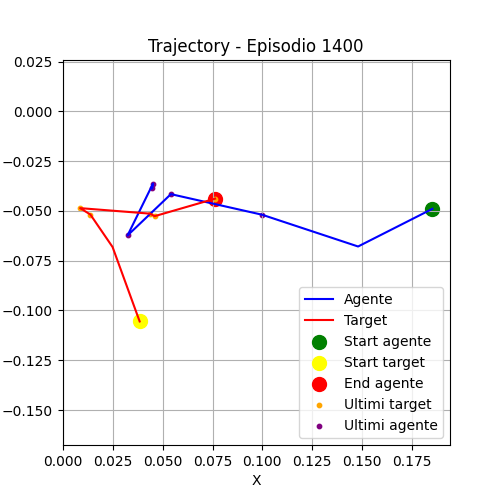 Trajectory - Episodio 1400
0.025
0.000
−0.025
−0.050
−0.075
−0.100
−0.125
−0.150
Agente
Target
Start agente
Start target
End agente
Ultimi target
Ultimi agente
0.000 0.025 0.050 0.075 0.100 0.125 0.150 0.175
X